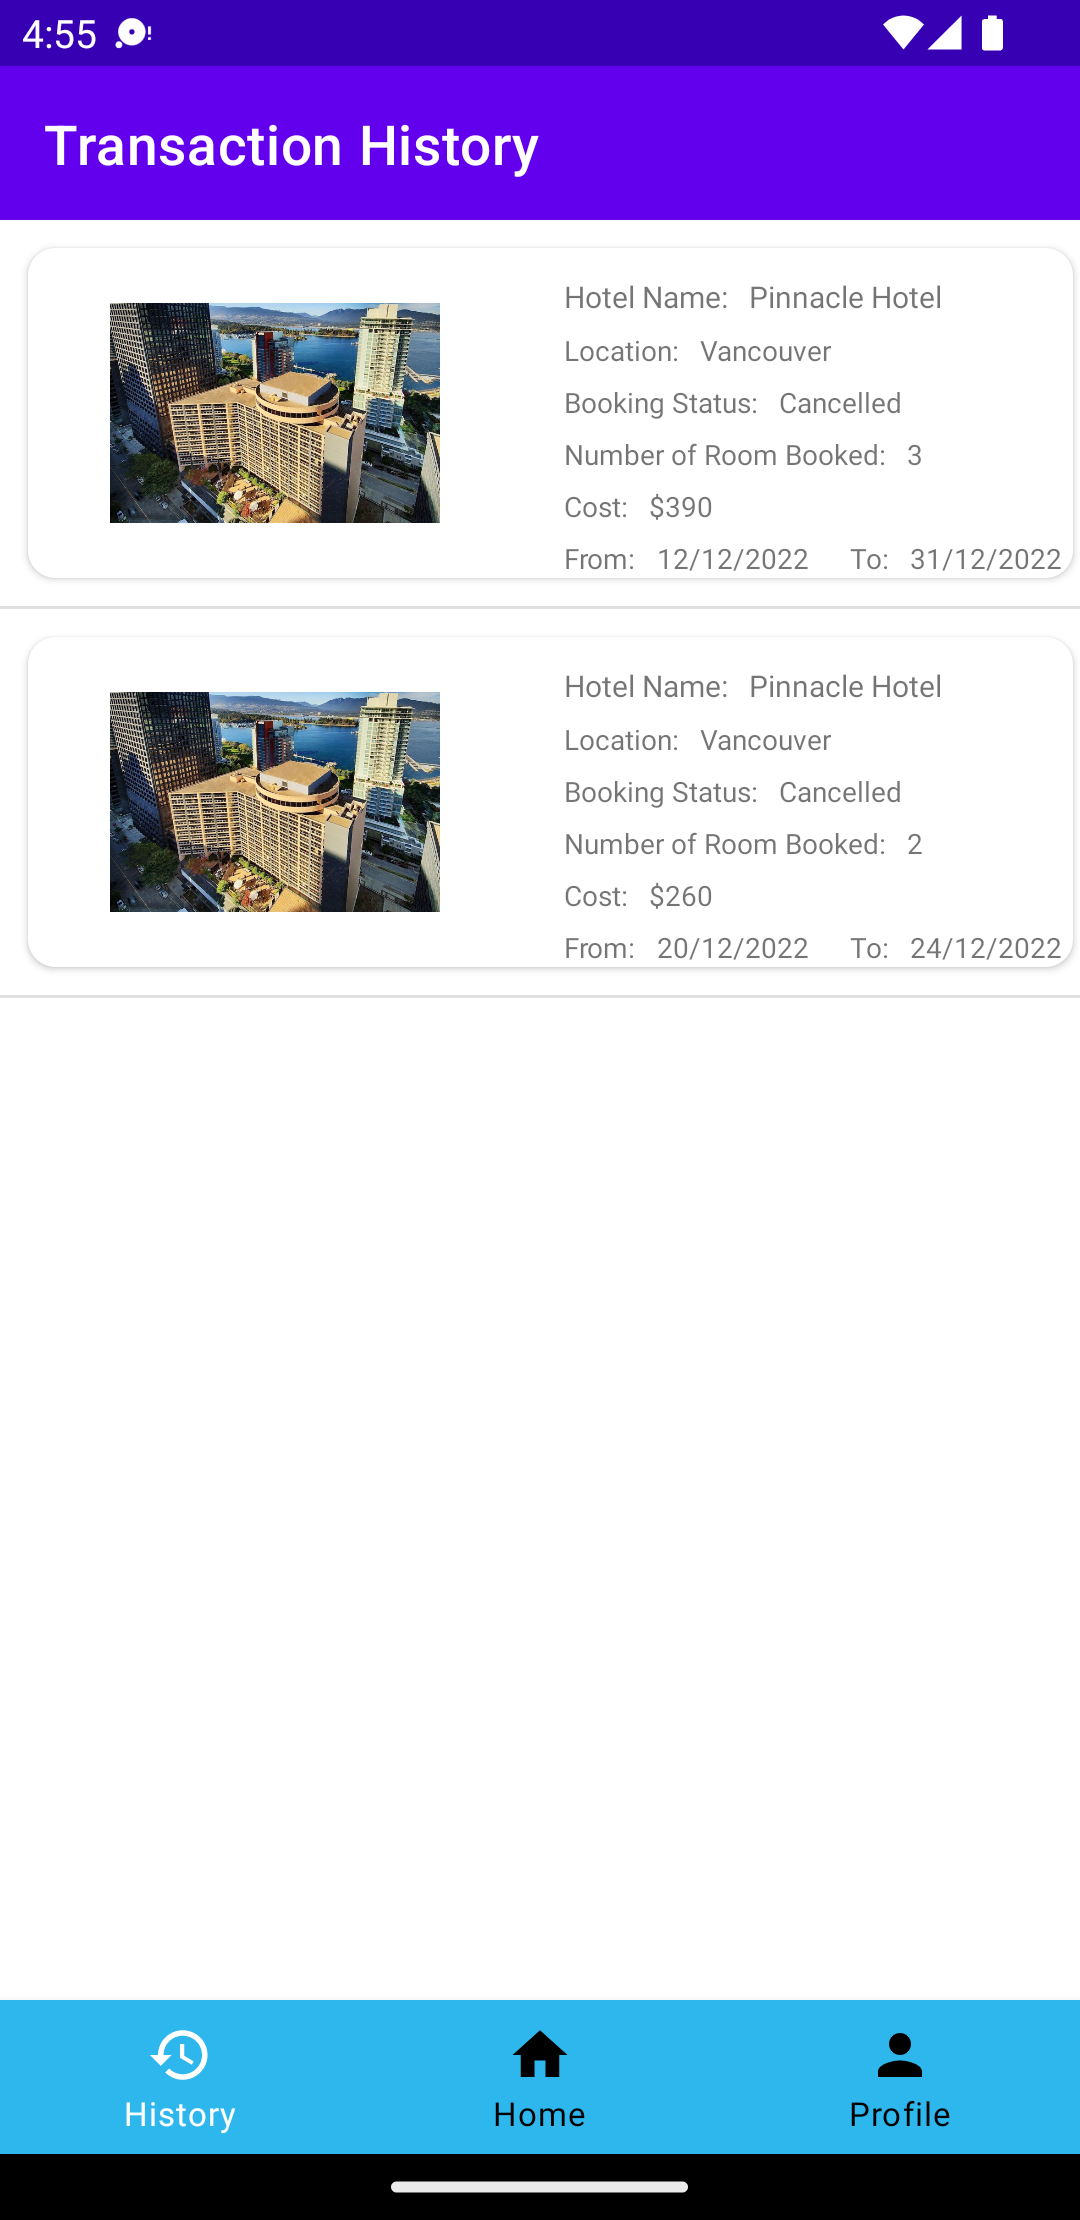 4:55
Transaction History
Hotel Name: Pinnacle Hotel
Location: Vancouver
Booking Status: Cancelled
Number of Room Booked: 3
Cost: $390
From: 12/12/2022 To: 31/12/2022
Hotel Name: Pinnacle Hotel
Location: Vancouver
Booking Status: Cancelled
Number of Room Booked: 2
Cost: $260
From: 20/12/2022 To: 24/12/2022
History Home Profile